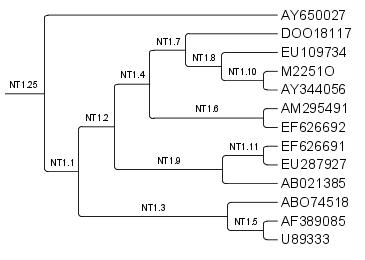 AY650027
DOO18117
NT1.7
EU109734
NT1.8
M2251O
NT1.4
NT1.10
NT1.25
AY344056
AM295491
NT1.6
NT1.2
EF626692
EF626691
NT1.11
EU287927
NT1.1
NT1.9
AB021385
ABO74518
NT1.3
AF389085
NT1.5
U89333